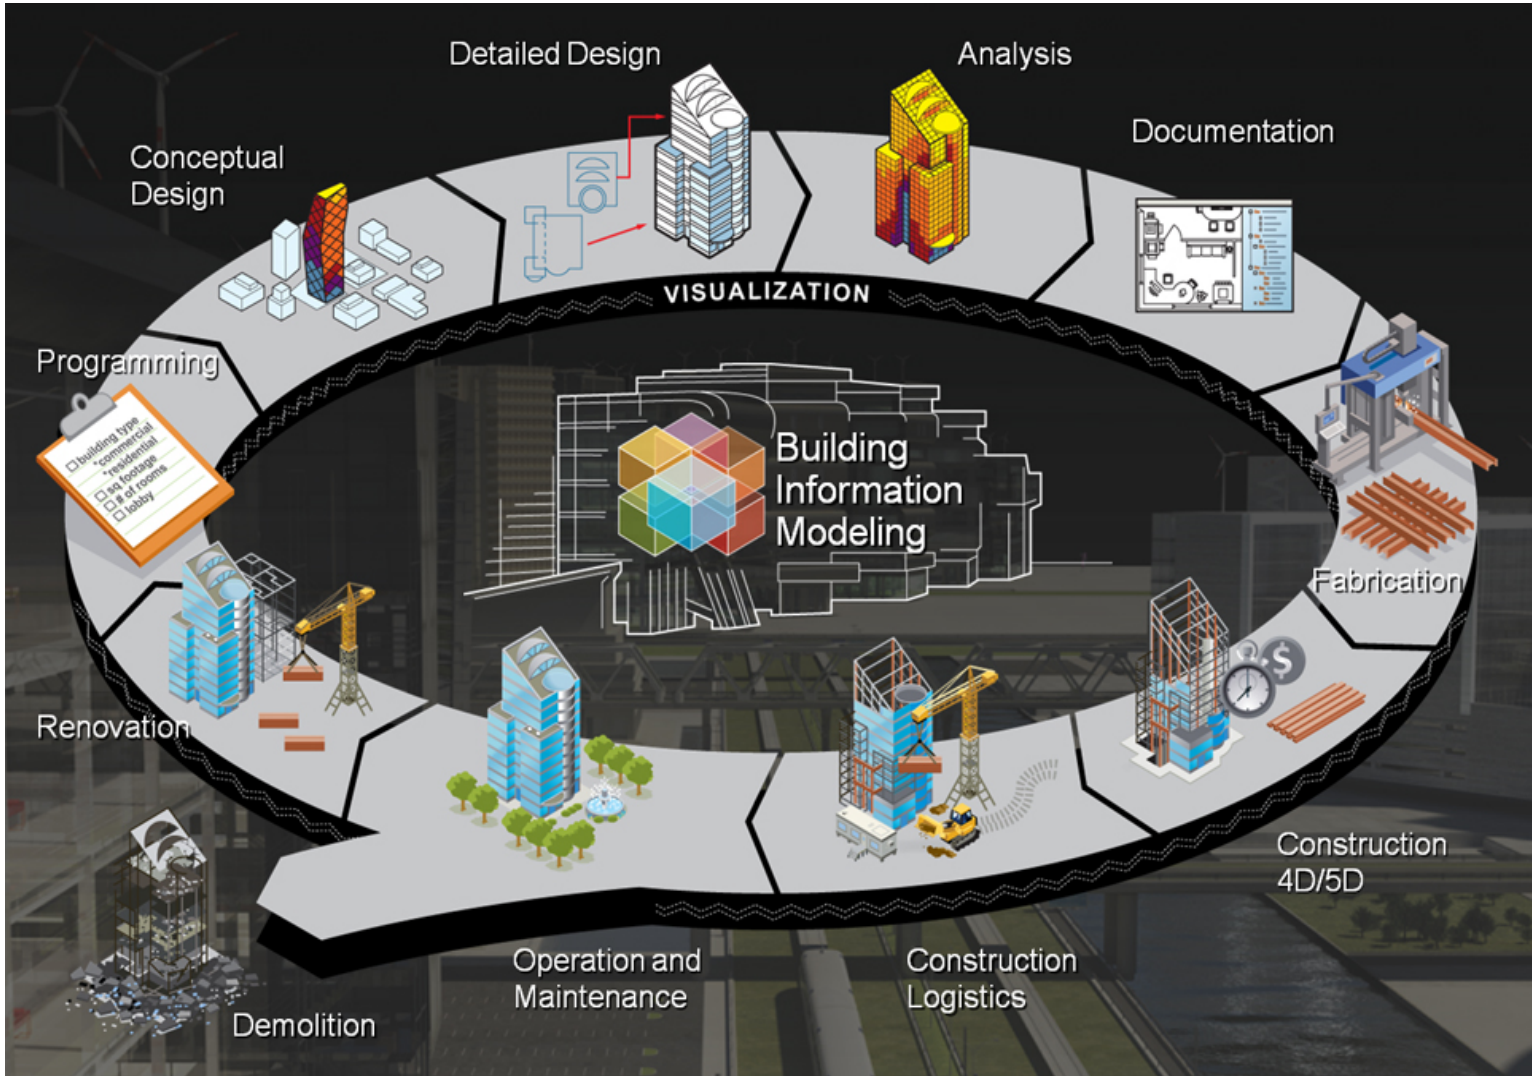 Detailed Design
Analysis
Documentation
Conceptual
Design
VISUALIZATION
Programming
building type
*commercial
*residential
sq footage
# of rooms
lobby
Building
Information
Modeling
Fabrication
$
Renovation
Construction
4D/5D
Operation and
Maintenance
Construction
Logistics
Demolition